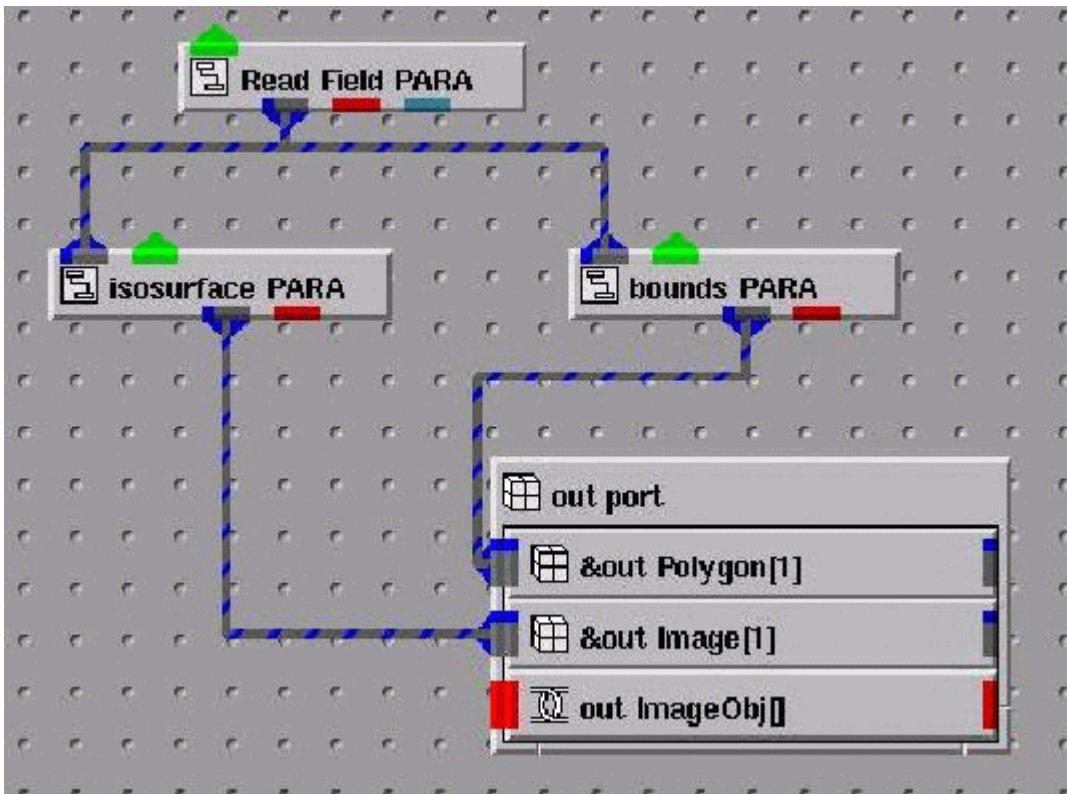 Read Field PARA
isosurface PARA
bounds PARA
out port
&out Polygon[1]
&out Image[1]
out ImageObj[]